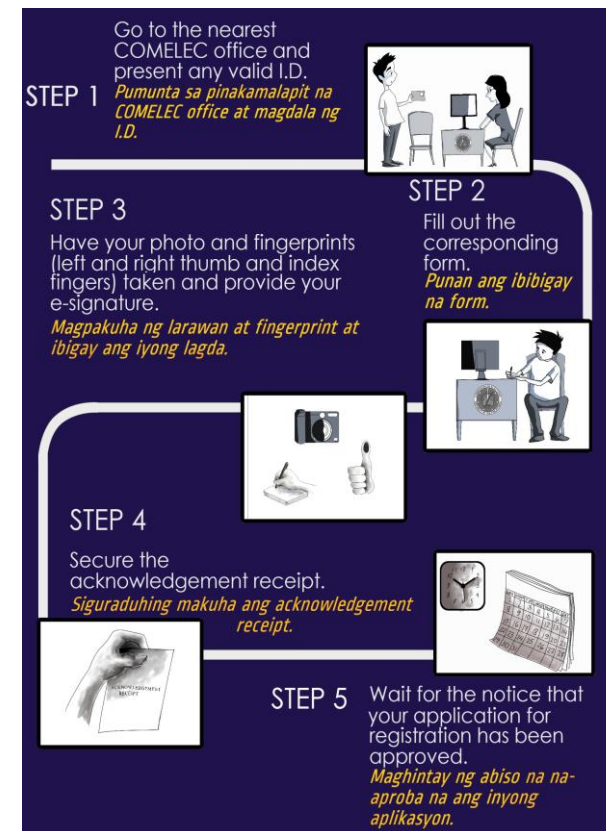 STEP 1
Go to the nearest
COMELEC office and
present any valid I.D.
Pumunta sa pinakamalapit na
COMELEC office at magdala ng
I.D.
STEP 2
Fill out the
corresponding
form.
Punan ang ibibigay
na form.
STEP 3
Have your photo and fingerprints
(left and right thumb and index
fingers) taken and provide your
e-signature.
Magpakuha ng larawan at fingerprint at
ibigay ang iyong lagda.
STEP 4
Secure the
acknowledgement receipt.
Siguraduhing makuha ang acknowledgement
receipt.
ACKNOWLEDGEMENT
RECEIPT
STEP 5
Wait for the notice that
your application for
registration has been
approved.
Maghintay ng abiso na na-
aproba na ang inyong
aplikasyon.